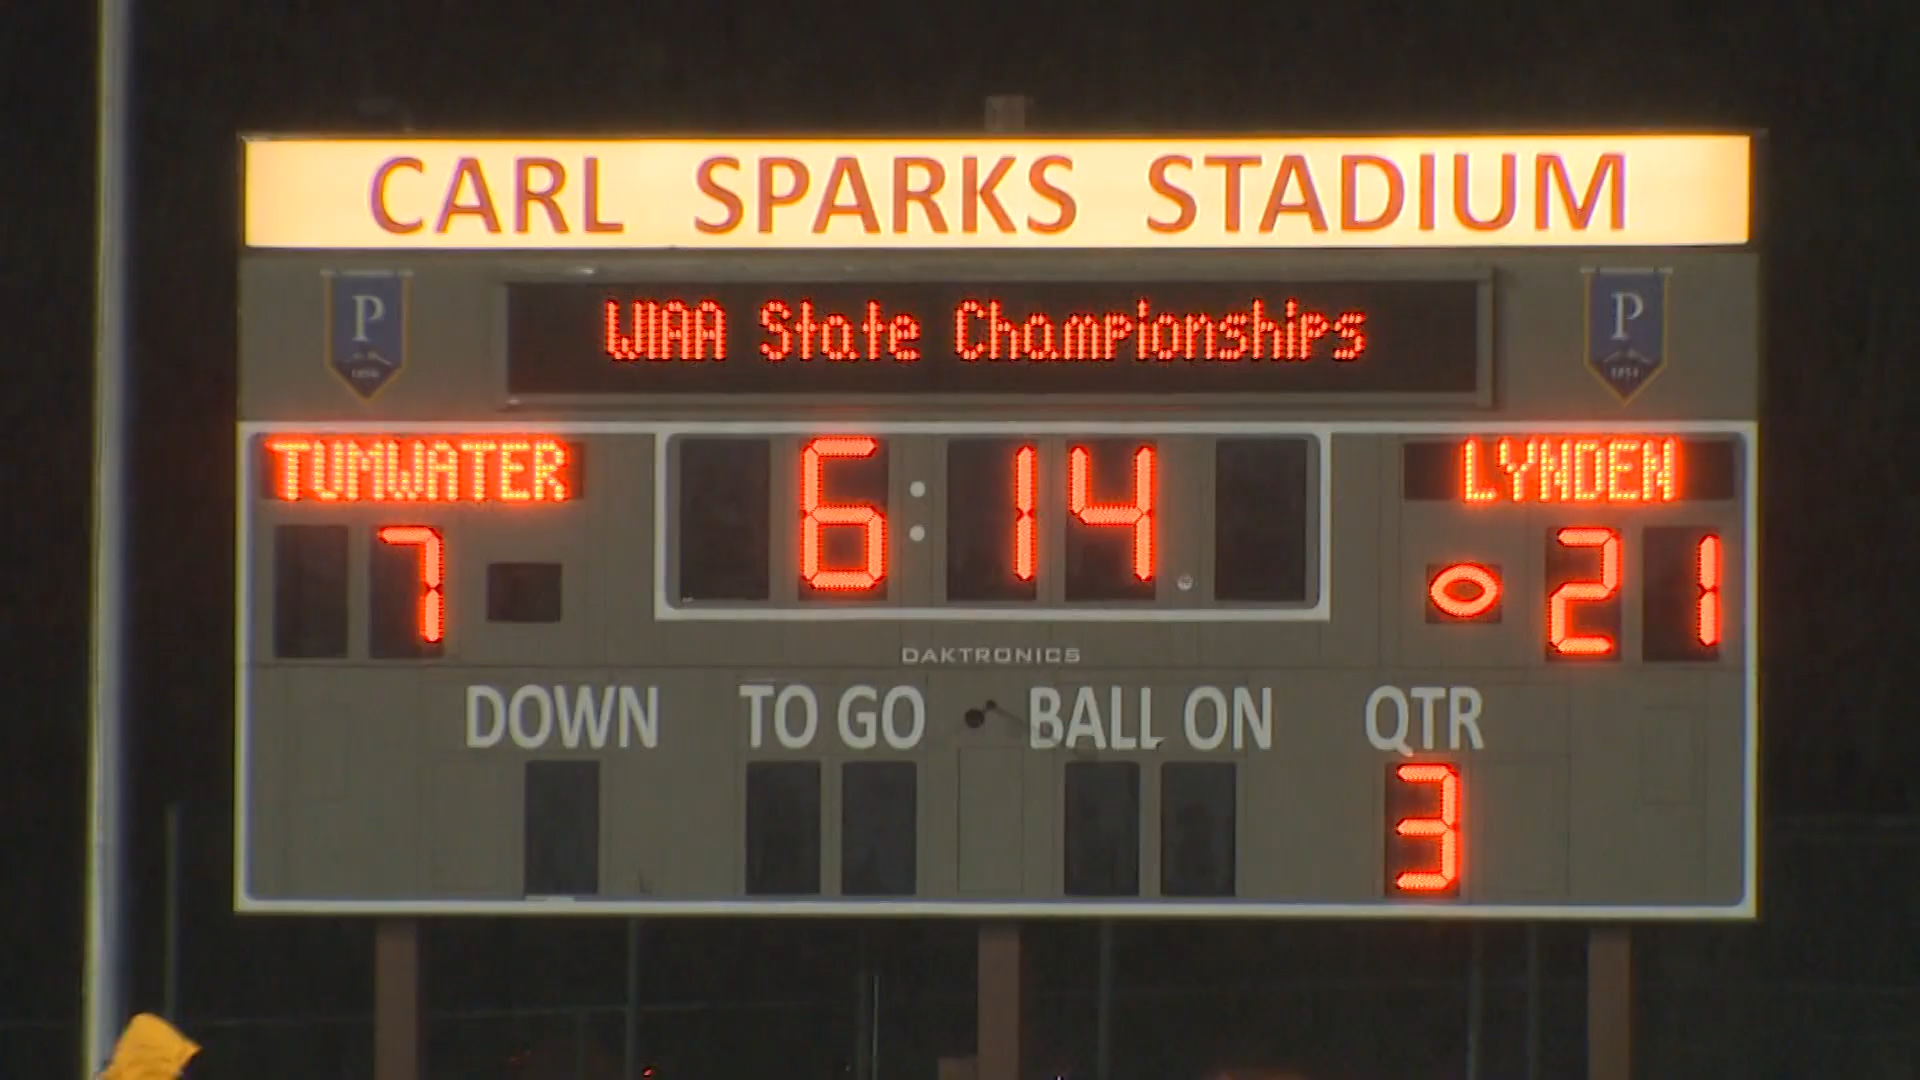 CARL SPARKS STADIUM
P
P
WIAA State Championships
TUMWATER
6:14
LYNDEN
7
21
DAKTRONICS
DOWN
TO GO
BALL ON
QTR
3